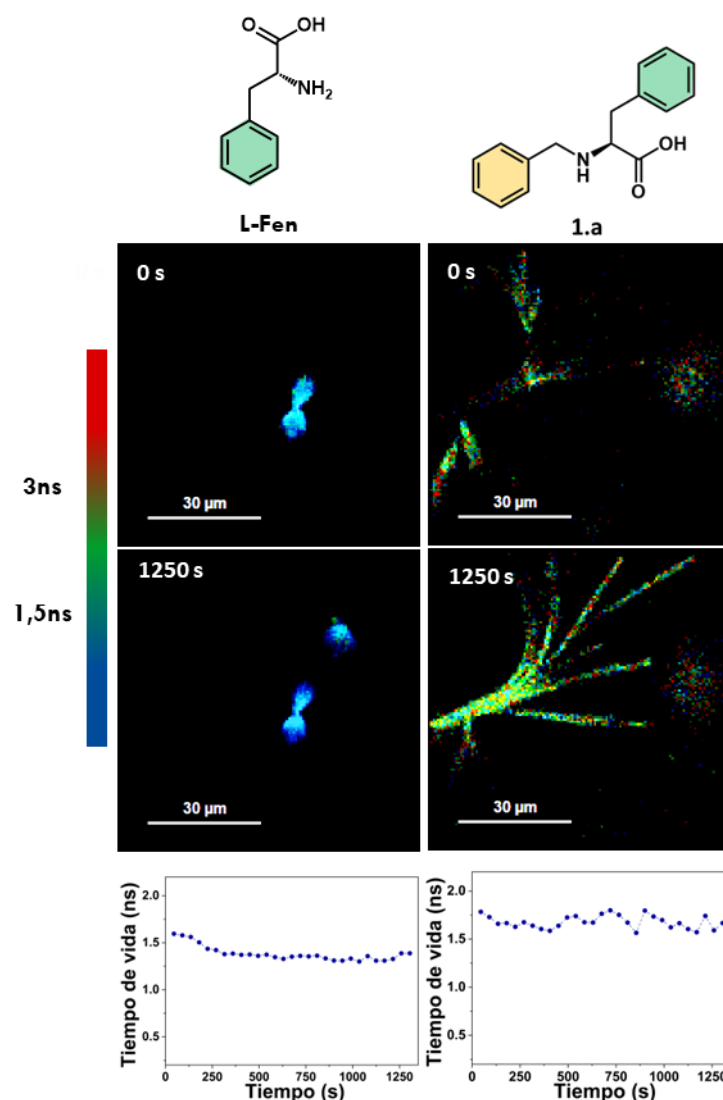 O
OH
NH2
L-Fen
N
H
OH
O
1.a
0 s
0 s
3ns
1,5ns
30 µm
30 µm
1250 s
1250 s
30 µm
30 µm
Tiempo de vida (ns)
2.0
1.5
1.0
0.5
0 250 500 750 1000 1250
Tiempo (s)
Tiempo de vida (ns)
2.0
1.5
1.0
0.5
0 250 500 750 1000 1250
Tiempo (s)